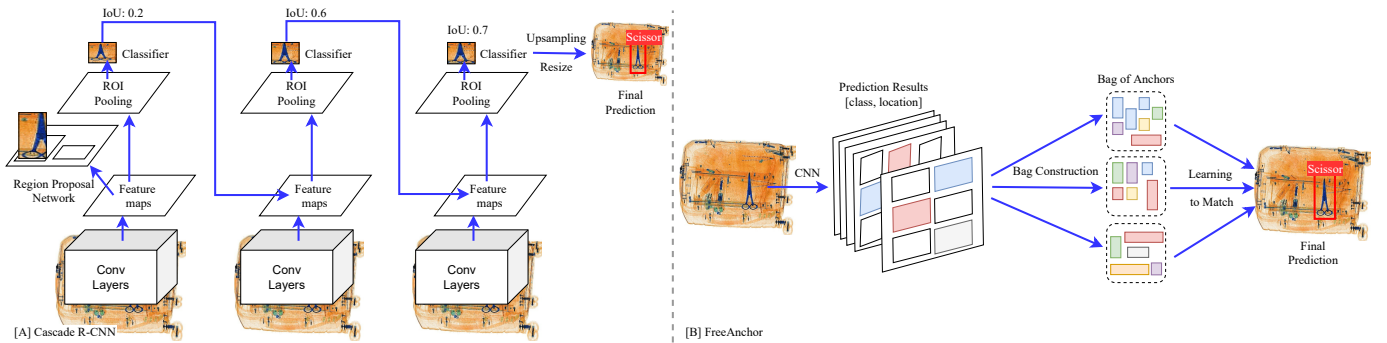 IoU: 0.2
IoU: 0.6
IoU: 0.7
Classifier
Classifier
Classifier
Upsampling
Resize
Scissor
Final
Prediction
ROI
Pooling
ROI
Pooling
ROI
Pooling
Region Proposal
Network
Feature
maps
Feature
maps
Feature
maps
Conv
Layers
Conv
Layers
Conv
Layers
[A] Cascade R-CNN
Prediction Results
[class, location]
Bag of Anchors
CNN
Bag Construction
Learning
to Match
Scissor
Final
Prediction
[B] FreeAnchor